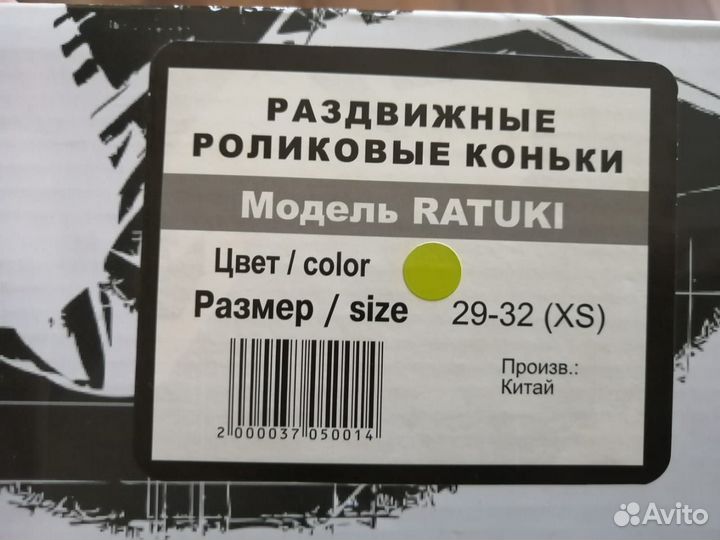 РАЗДВИЖНЫЕ
РОЛИКОВЫЕ КОНЬКИ
Модель RATUKI
Цвет / color
Размер / size 29-32 (XS)
Произв.:
Китай
2 000037 050014
Avito